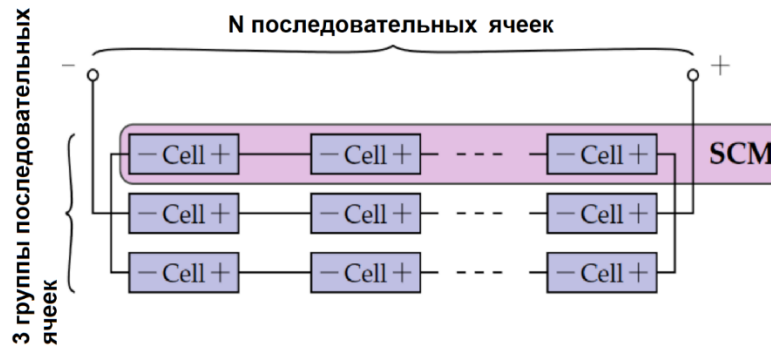 N последовательных ячеек
− +
− Cell + − Cell + − Cell + SCM
− Cell + − Cell + − Cell +
− Cell + − Cell + − Cell +
3 группы последовательных
ячеек